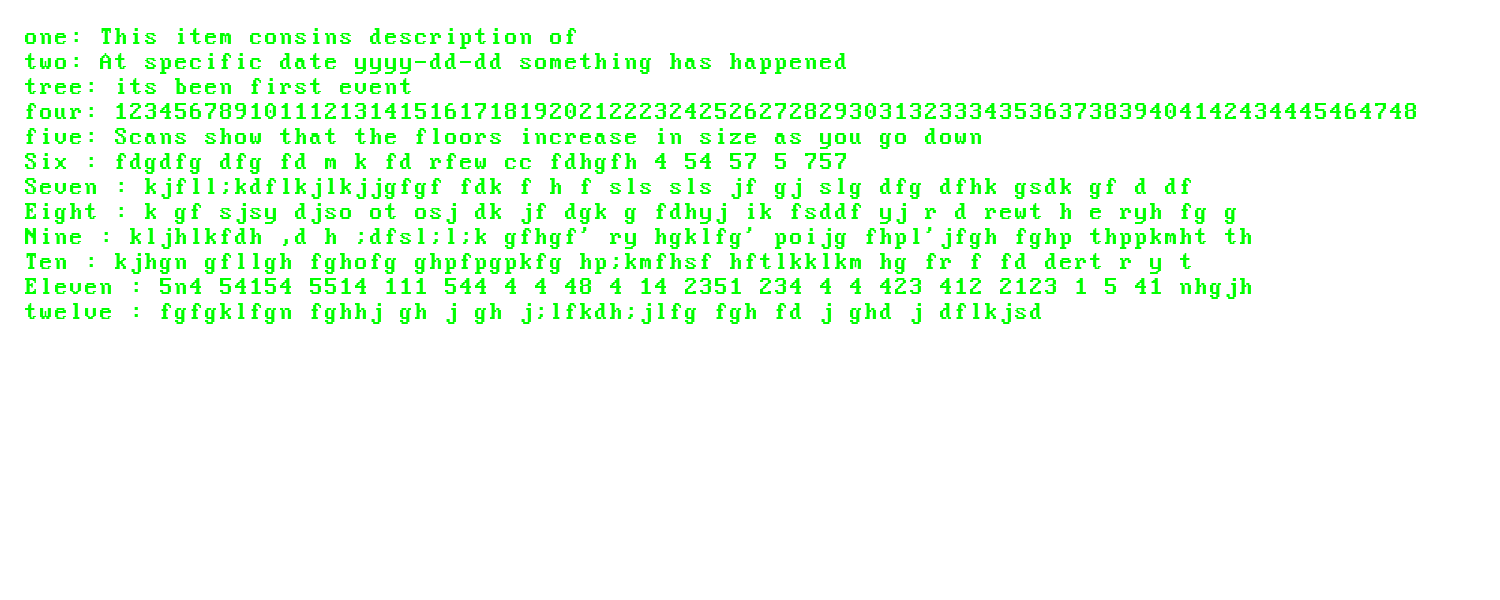 one: This item consins description of
two: At specific date yyyy-dd-dd something has happened
tree: its been first event
four: 123456789101112131415161718192021222324252627282930313233343536373839404142434445464748
five: Scans show that the floors increase in size as you go down
Six : fdgdfg dfg fd m k fd rfew cc fdhgfh 4 54 57 5 757
Seven : kjfll;kdflkjlkjjgfgf fdk f h f sls sls jf gj slg dfg dfhk gsdk gf d df
Eight : k gf sjsy djso ot osj dk jf dgk g fdhyj ik fsddf yj r d rewt h e ryh fg g
Nine : kljhlkfdh ,d h ;dfsl;l;k gfhgf' ry hgklfg' poijg fhpl'jfgh fghp thppkmht th
Ten : kjhgn gfllgh fghofg ghpfpgpkfg hp;kmfhsf hftlkklkm hg fr f fd dert r y t
Eleven : 5n4 54154 5514 111 544 4 4 48 4 14 2351 234 4 4 423 412 2123 1 5 41 nhgjh
twelve : fgfgklfgn fghhj gh j gh j;lfkdh;jlfg fgh fd j ghd j dflkjsd